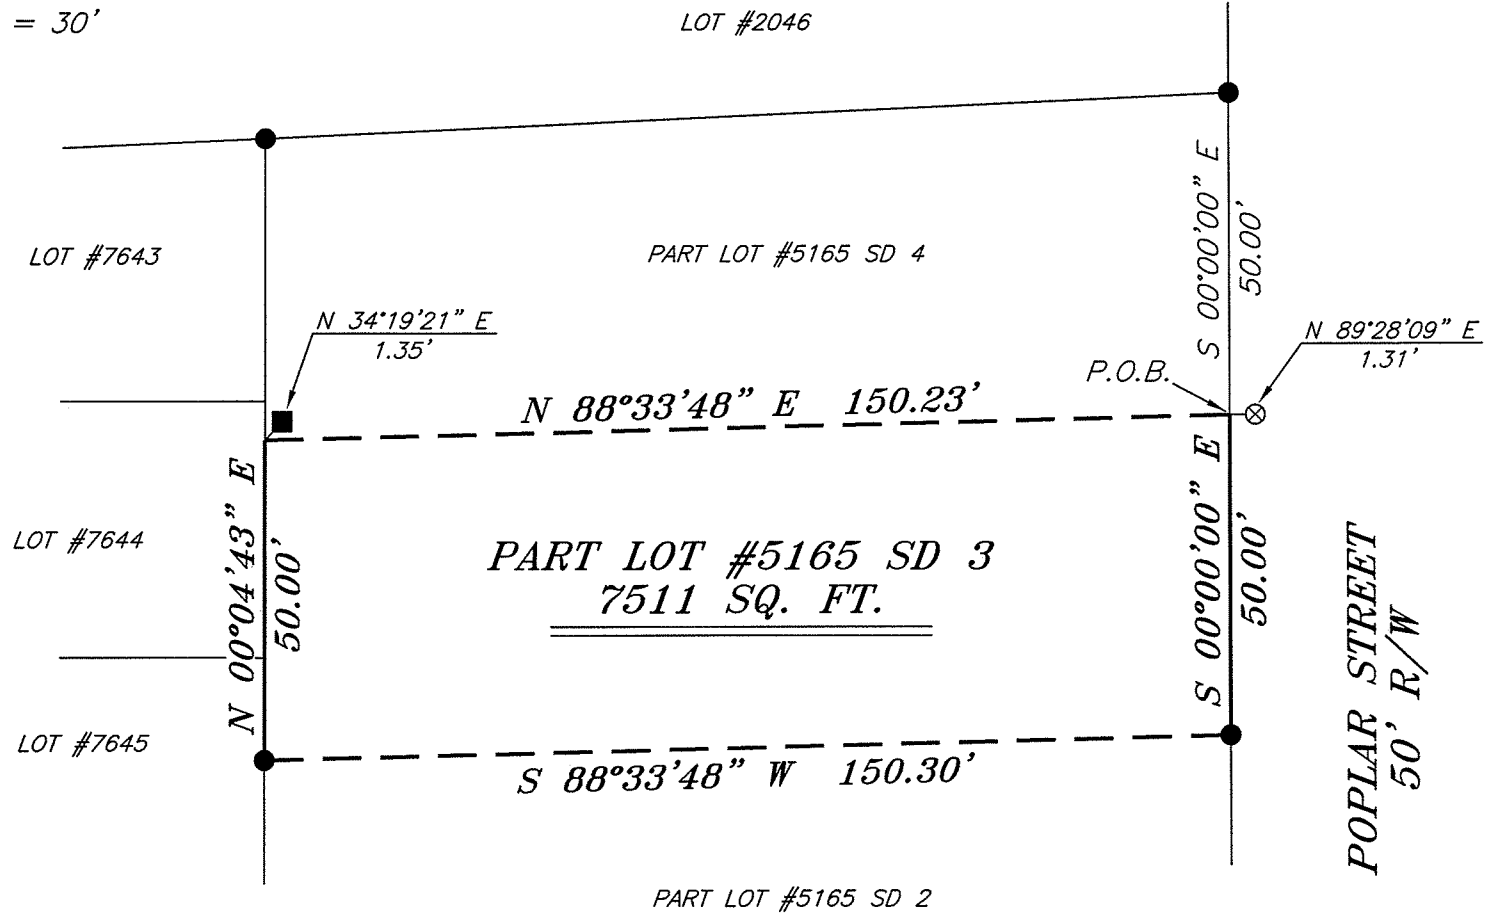 = 30'
LOT #2046
S 00°00'00" E
50.00'
LOT #7643
PART LOT #5165 SD 4
N 34°19'21" E
1.35'
N 89°28'09" E
1.31'
P.O.B.
N 88°33'48" E 150.23'
N 00°04'43" E
50.00'
LOT #7644
PART LOT #5165 SD 3
7511 SQ. FT.
S 00°00'00" E
50.00'
POPLAR STREET
50' R/W
LOT #7645
S 88°33'48" W 150.30'
PART LOT #5165 SD 2